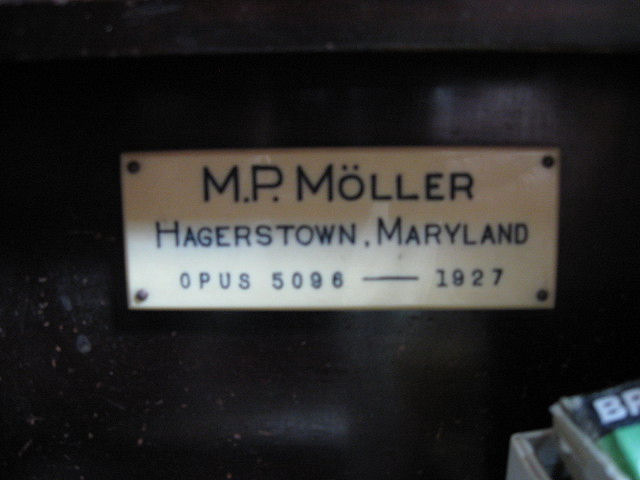 M.P. MÖLLER
HAGERSTOWN, MARYLAND
OPUS 5096 — 1927